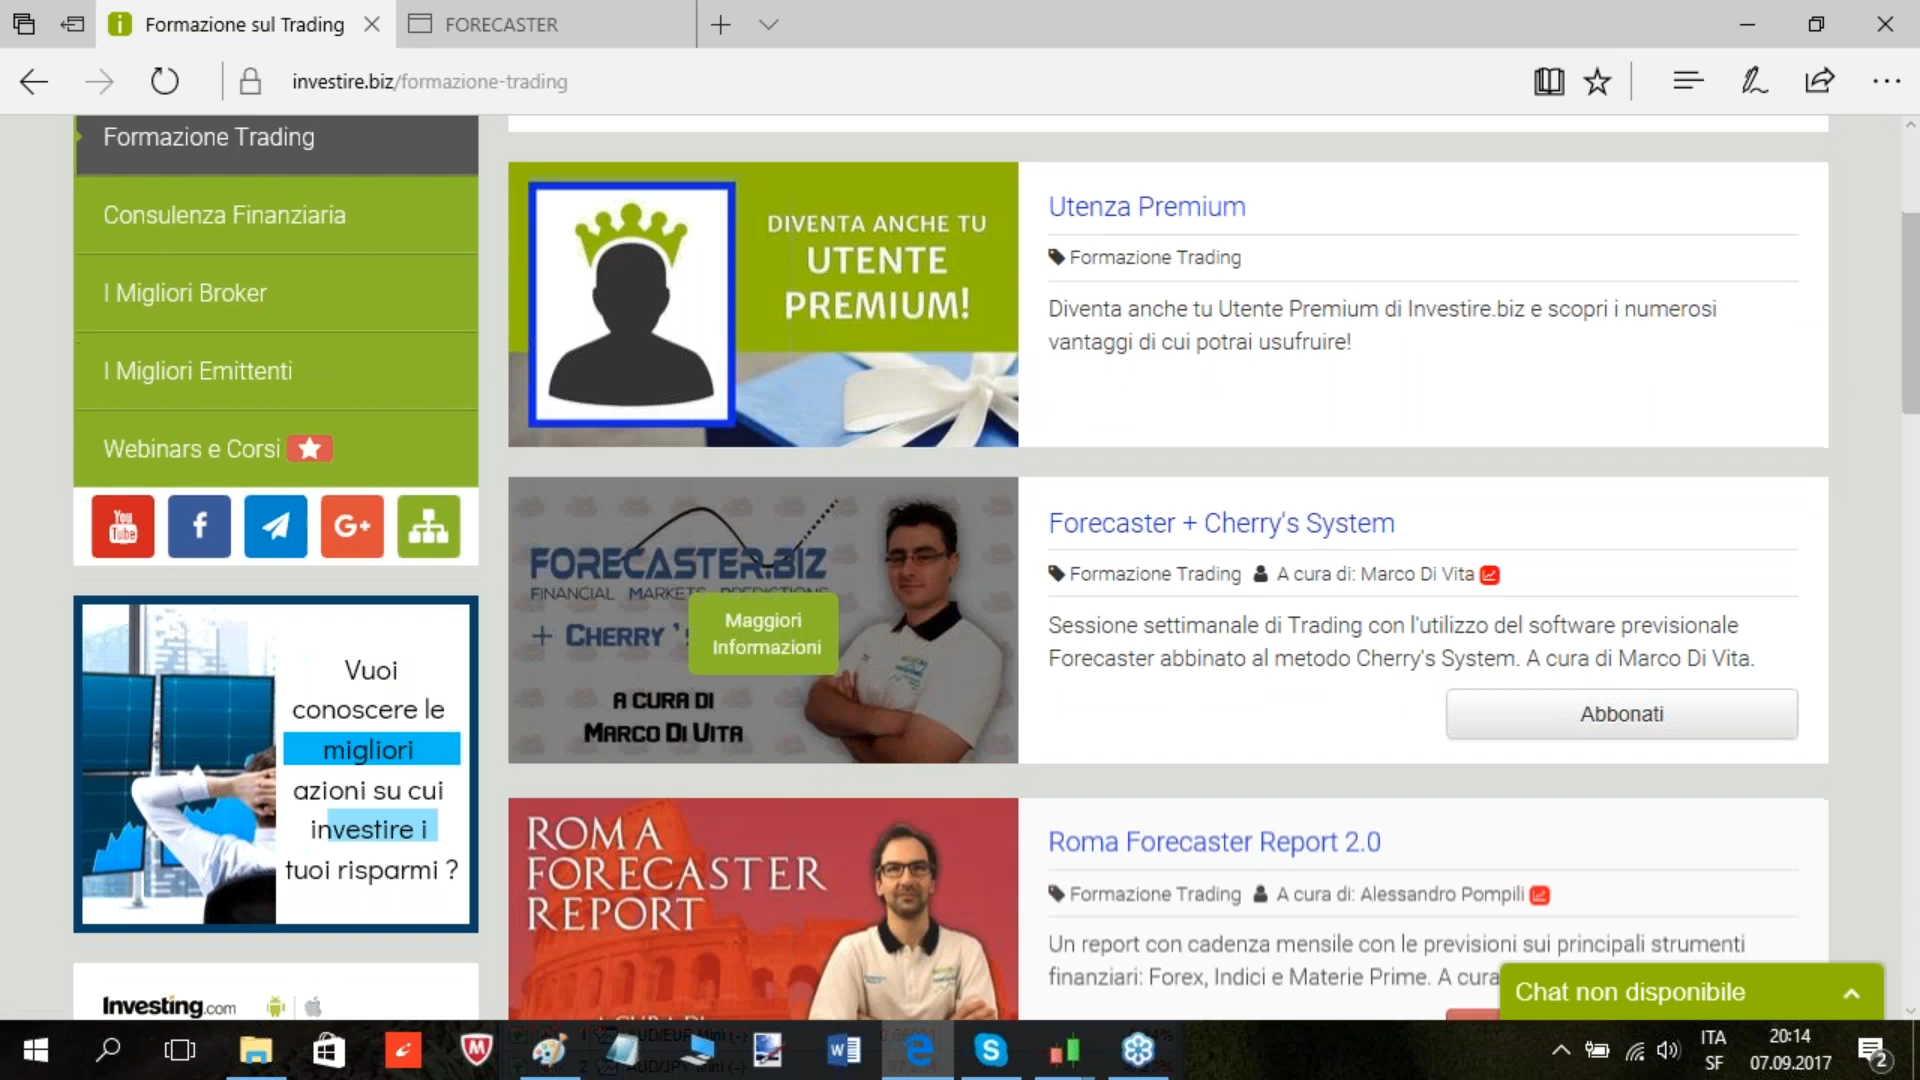 Formazione sul Trading
FORECASTER
investire.biz/formazione-trading
Formazione Trading
Consulenza Finanziaria
I Migliori Broker
I Migliori Emittenti
Webinars e Corsi
You
Tube
f
G+
Vuoi
conoscere le
migliori
azioni su cui
investire i
tuoi risparmi ?
Investing.com
DIVENTA ANCHE TU
UTENTE
PREMIUM!
Utenza Premium
Formazione Trading
Diventa anche tu Utente Premium di Investire.biz e scopri i numerosi
vantaggi di cui potrai usufruire!
FORECASTER.BIZ
FINANCIAL MARKETS PREDICTIONS
+ CHERRY'S
Maggiori
Informazioni
A CURA DI
MARCO DI VITA
Forecaster + Cherry's System
Formazione Trading A cura di: Marco Di Vita
Sessione settimanale di Trading con l'utilizzo del software previsionale
Forecaster abbinato al metodo Cherry's System. A cura di Marco Di Vita.
Abbonati
ROMA
FORECASTER
REPORT
A CURA DI
Roma Forecaster Report 2.0
Formazione Trading A cura di: Alessandro Pompili
Un report con cadenza mensile con le previsioni sui principali strumenti
finanziari: Forex, Indici e Materie Prime. A cura
Chat non disponibile
ITA
SF
20:14
07.09.2017
2